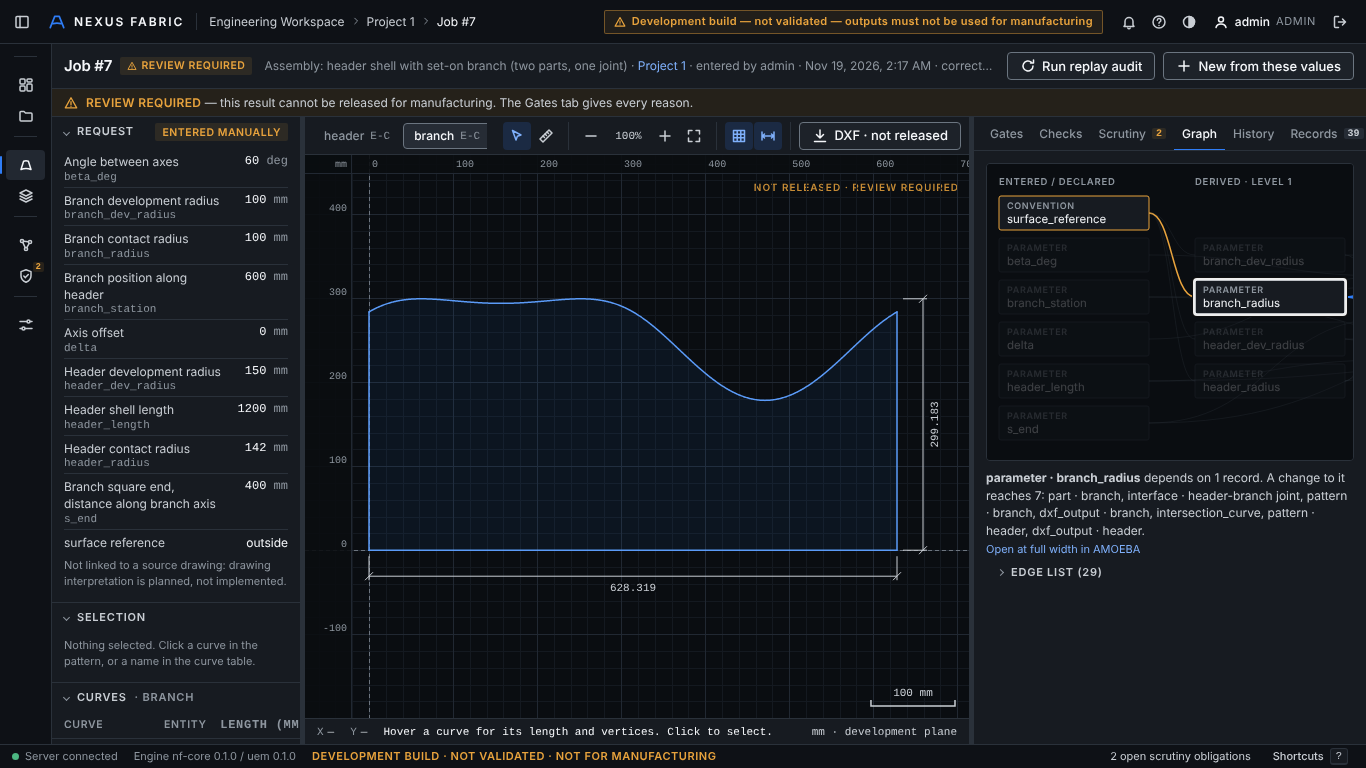 NEXUS FABRIC
Engineering Workspace > Project 1 > Job #7
Development build — not validated — outputs must not be used for manufacturing
admin ADMIN
Job #7
REVIEW REQUIRED
Assembly: header shell with set-on branch (two parts, one joint) · Project 1 · entered by admin · Nov 19, 2026, 2:17 AM · correct...
Run replay audit
New from these values
REVIEW REQUIRED — this result cannot be released for manufacturing. The Gates tab gives every reason.
REQUEST
ENTERED MANUALLY
Angle between axes 60 deg
beta_deg
Branch development radius 100 mm
branch_dev_radius
Branch contact radius 100 mm
branch_radius
Branch position along 600 mm
header
branch_station
Axis offset 0 mm
delta
Header development radius 150 mm
header_dev_radius
Header shell length 1200 mm
header_length
Header contact radius 142 mm
header_radius
Branch square end, 400 mm
distance along branch axis
s_end
surface reference outside
Not linked to a source drawing: drawing
interpretation is planned, not implemented.
SELECTION
Nothing selected. Click a curve in the
pattern, or a name in the curve table.
CURVES · BRANCH
CURVE ENTITY LENGTH (MM
header E-C
branch E-C
100%
DXF · not released
mm 0 100 200 300 400 500 600 70
NOT RELEASED · REVIEW REQUIRED
400
300
200
100
0
-100
299.183
628.319
100 mm
X — Y — Hover a curve for its length and vertices. Click to select. mm · development plane
Gates Checks Scrutiny 2 Graph History Records 39
ENTERED / DECLARED
DERIVED · LEVEL 1
CONVENTION
surface_reference
PARAMETER
beta_deg
PARAMETER
branch_dev_radius
PARAMETER
branch_station
PARAMETER
branch_radius
PARAMETER
delta
PARAMETER
header_dev_radius
PARAMETER
header_length
PARAMETER
header_radius
PARAMETER
s_end
parameter · branch_radius depends on 1 record. A change to it
reaches 7: part · branch, interface · header-branch joint, pattern
· branch, dxf_output · branch, intersection_curve, pattern ·
header, dxf_output · header.
Open at full width in AMOEBA
EDGE LIST (29)
2
Server connected
Engine nf-core 0.1.0 / uem 0.1.0
DEVELOPMENT BUILD · NOT VALIDATED · NOT FOR MANUFACTURING
2 open scrutiny obligations
Shortcuts ?